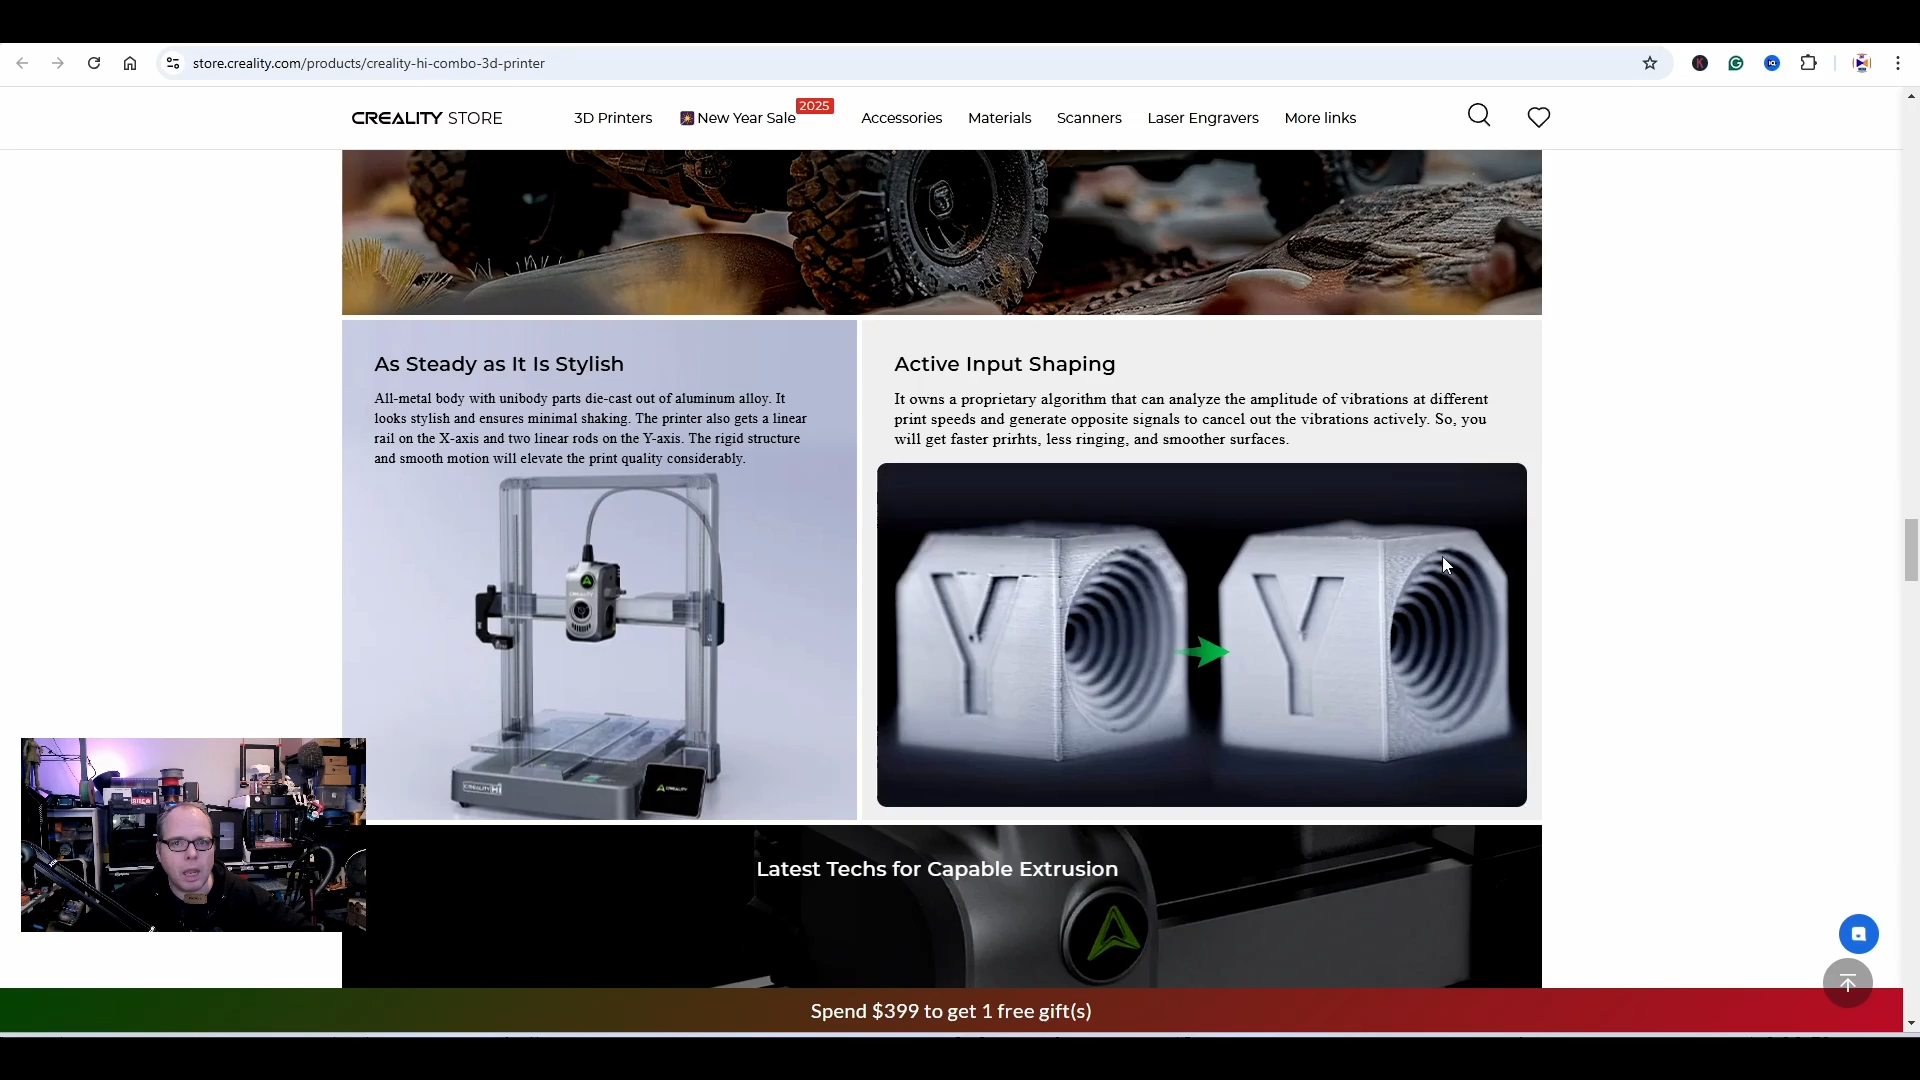 store.creality.com/products/creality-hi-combo-3d-printer
CREALITY STORE
3D Printers
New Year Sale
2025
Accessories
Materials
Scanners
Laser Engravers
More links
As Steady as It Is Stylish
All-metal body with unibody parts die-cast out of aluminum alloy. It
looks stylish and ensures minimal shaking. The printer also gets a linear
rail on the X-axis and two linear rods on the Y-axis. The rigid structure
and smooth motion will elevate the print quality considerably.
CREALITY
CREALITY Hi
CREALITY
Active Input Shaping
It owns a proprietary algorithm that can analyze the amplitude of vibrations at different
print speeds and generate opposite signals to cancel out the vibrations actively. So, you
will get faster prirhts, less ringing, and smoother surfaces.
Y
Y
Latest Techs for Capable Extrusion
Spend $399 to get 1 free gift(s)